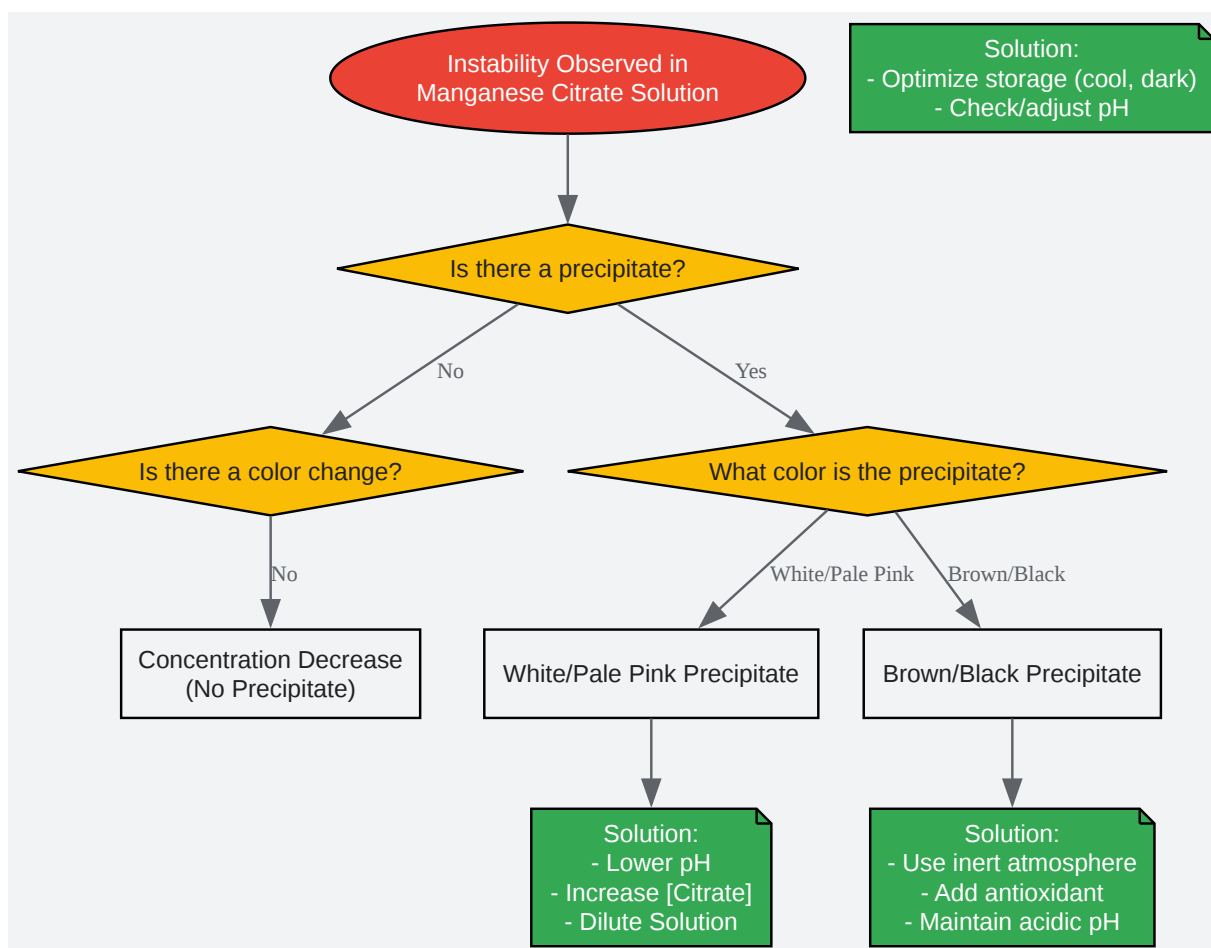 Instability Observed in
Manganese Citrate Solution
Solution:
- Optimize storage (cool, dark)
- Check/adjust pH
Is there a precipitate?
No
Yes
Is there a color change?
What color is the precipitate?
No
White/Pale Pink
Brown/Black
Concentration Decrease
(No Precipitate)
White/Pale Pink Precipitate
Brown/Black Precipitate
Solution:
- Lower pH
- Increase [Citrate]
- Dilute Solution
Solution:
- Use inert atmosphere
- Add antioxidant
- Maintain acidic pH